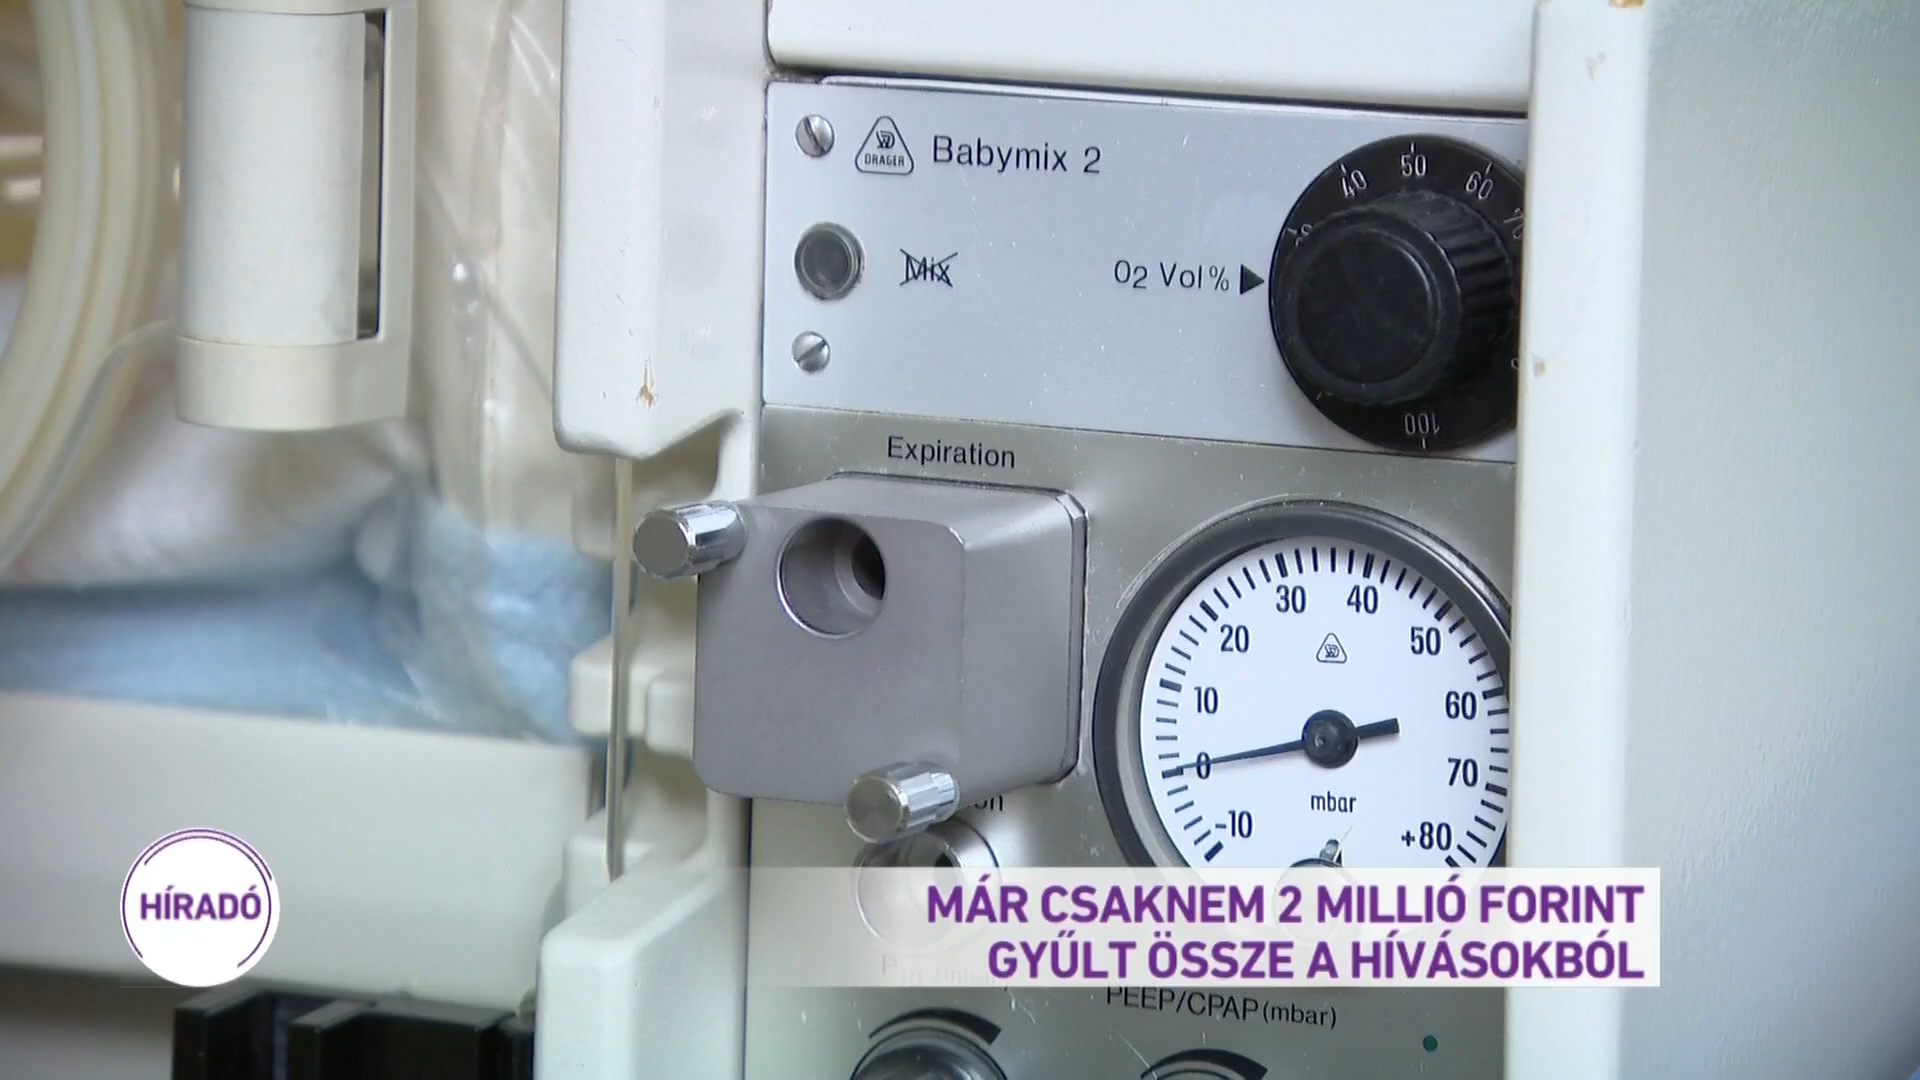 DRÄGER
Babymix 2
40 50 60
Mix
O2 Vol %
100
Expiration
30 40
20 50
10 60
0 70
mbar
-10 +80
HÍRADÓ
MÁR CSAKNEM 2 MILLIÓ FORINT
GYŰLT ÖSSZE A HÍVÁSOKBÓL
PEEP/CPAP (mbar)